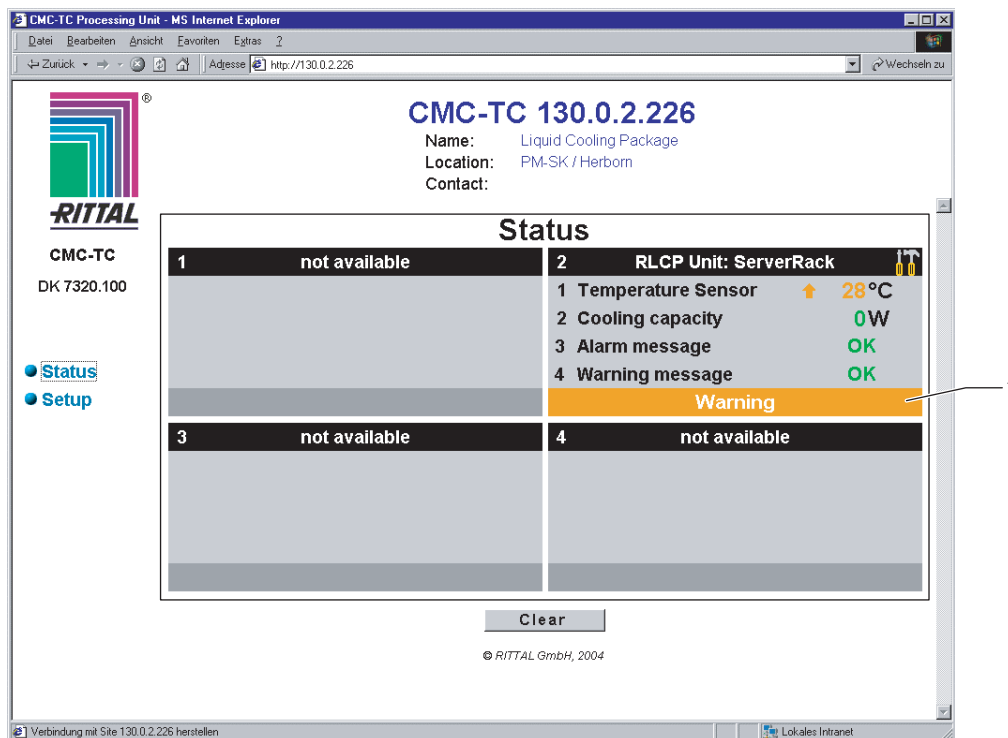 CMC-TC Processing Unit - MS Internet Explorer
Datei Bearbeiten Ansicht Favoriten Extras ?
Zurück Adresse http://130.0.2.226 Wechseln zu
®
RITTAL
CMC-TC
DK 7320.100
Status
Setup
CMC-TC 130.0.2.226
Name: Liquid Cooling Package
Location: PM-SK / Herborn
Contact:
Status
1 not available
2 RLCP Unit: ServerRack
1 Temperature Sensor 28°C
2 Cooling capacity 0W
3 Alarm message OK
4 Warning message OK
Warning
3 not available
4 not available
Clear
© RITTAL GmbH, 2004
Verbindung mit Site 130.0.2.226 herstellen
Lokales Intranet